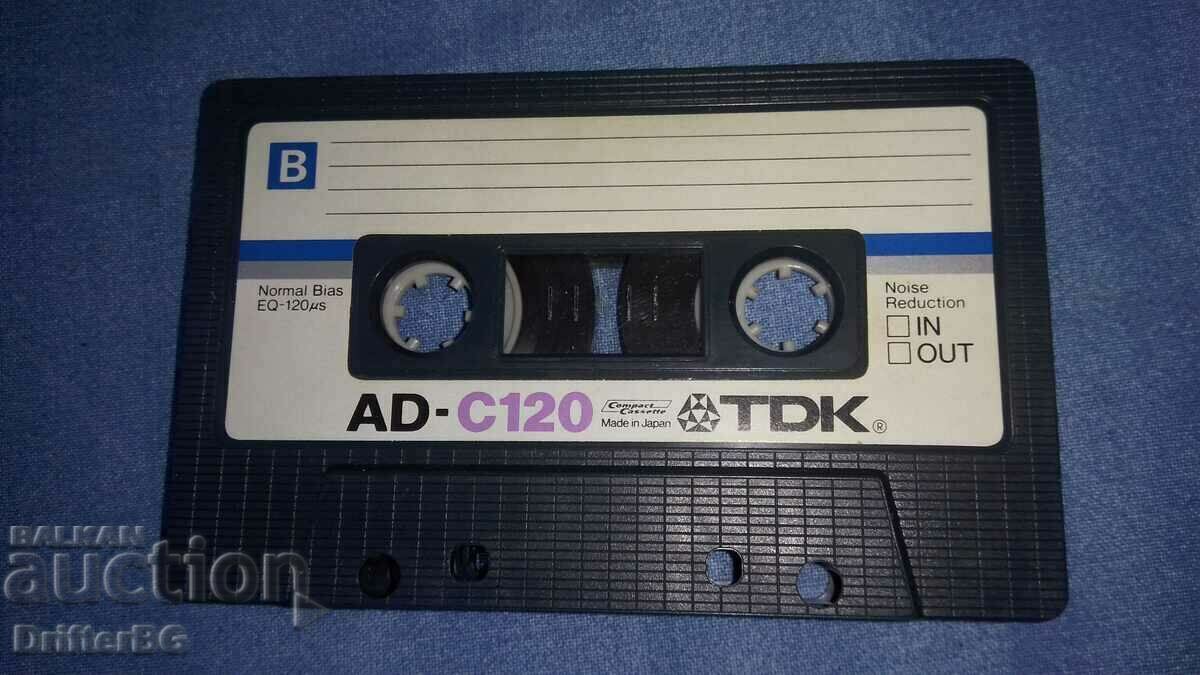 B
Normal Bias
EQ-120μs
Noise
Reduction
IN
OUT
AD-C120
Compact
Cassette
Made in Japan
TDK®
BALKAN
auction
DrifterBG